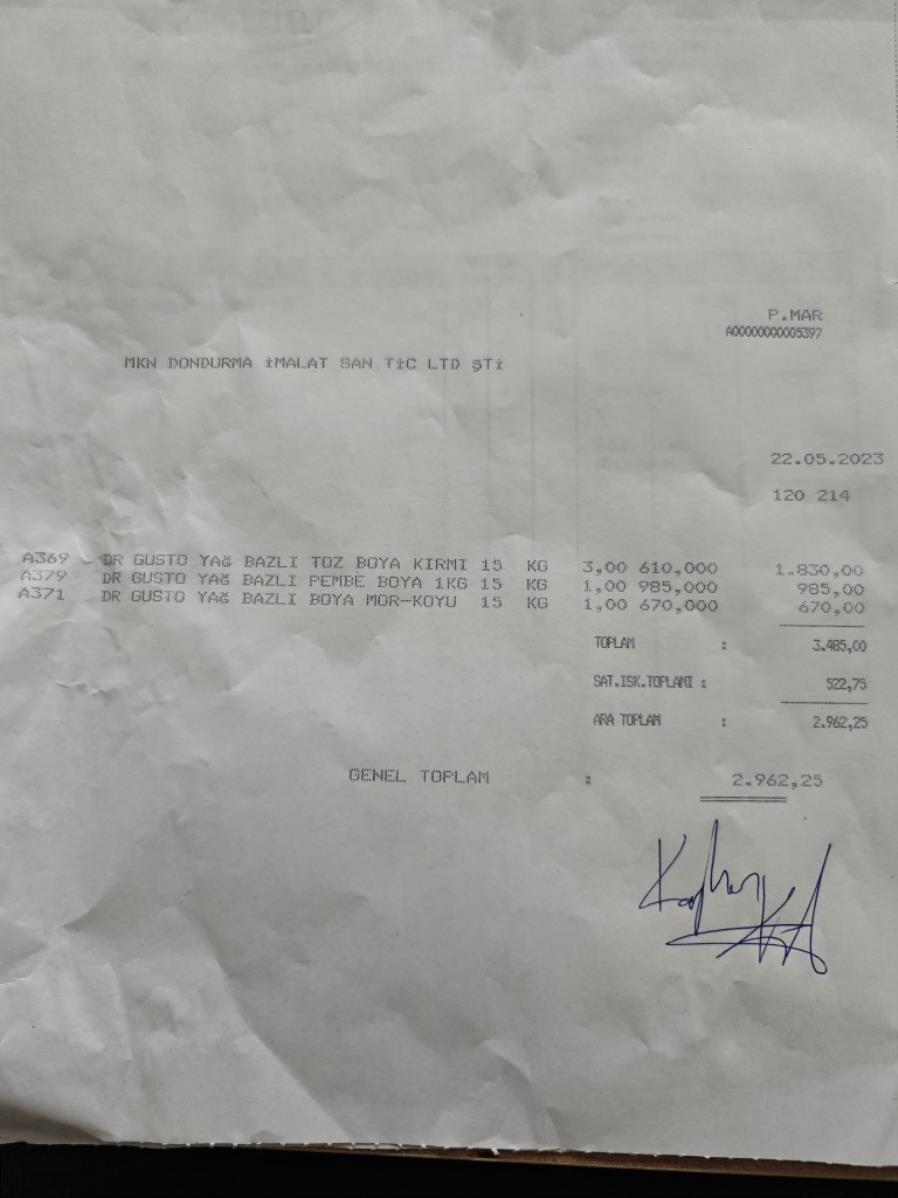 P.MAR
A00000000005397
MKN DONDURMA İMALAT SAN TİC LTD ŞTİ
22.05.2023
120 214
A369 DR GUSTO YAĞ BAZLI TOZ BOYA KIRMI 15 KG 3,00 610,000 1.830,00
A379 DR GUSTO YAĞ BAZLI PEMBE BOYA 1KG 15 KG 1,00 985,000 985,00
A371 DR GUSTO YAĞ BAZLI BOYA MOR-KOYU 15 KG 1,00 670,000 670,00
TOPLAM : 3.485,00
SAT.ISK.TOPLAMI : 522,75
ARA TOPLAM : 2.962,25
GENEL TOPLAM : 2.962,25